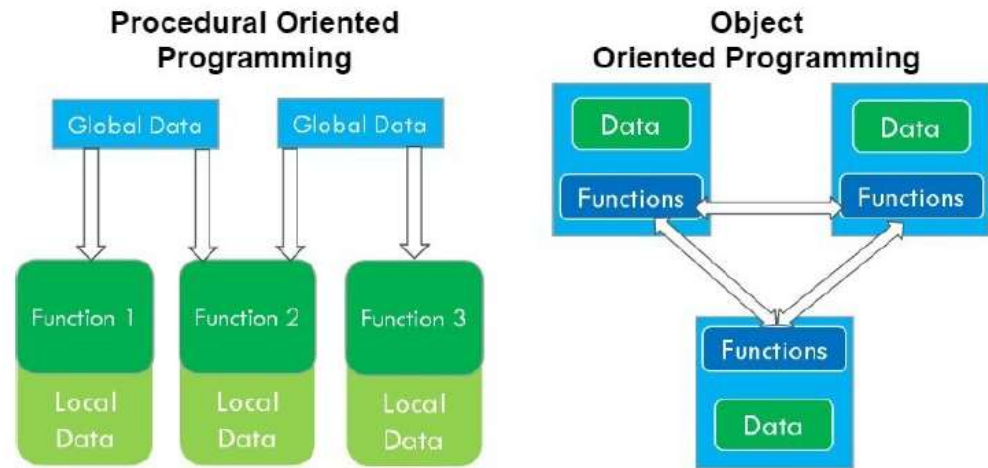 Procedural Oriented
Programming
Global Data
Global Data
Function 1
Function 2
Function 3
Local
Data
Local
Data
Local
Data
Object
Oriented Programming
Data
Data
Functions
Functions
Functions
Data